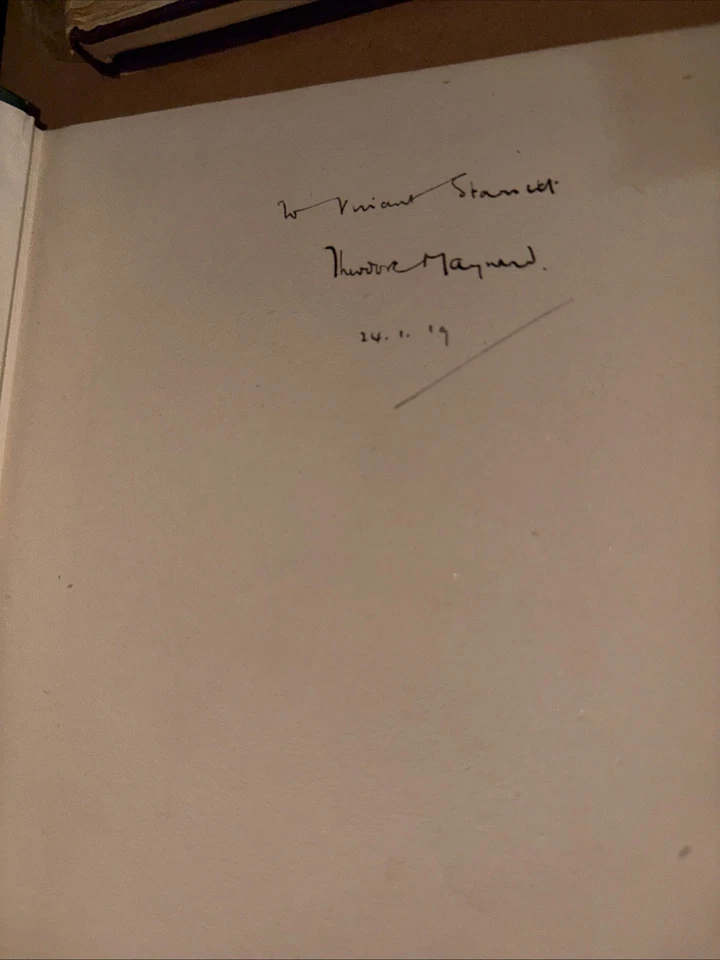 to Vincent Starrett.
Theodore Maynard.
24. 1. '19